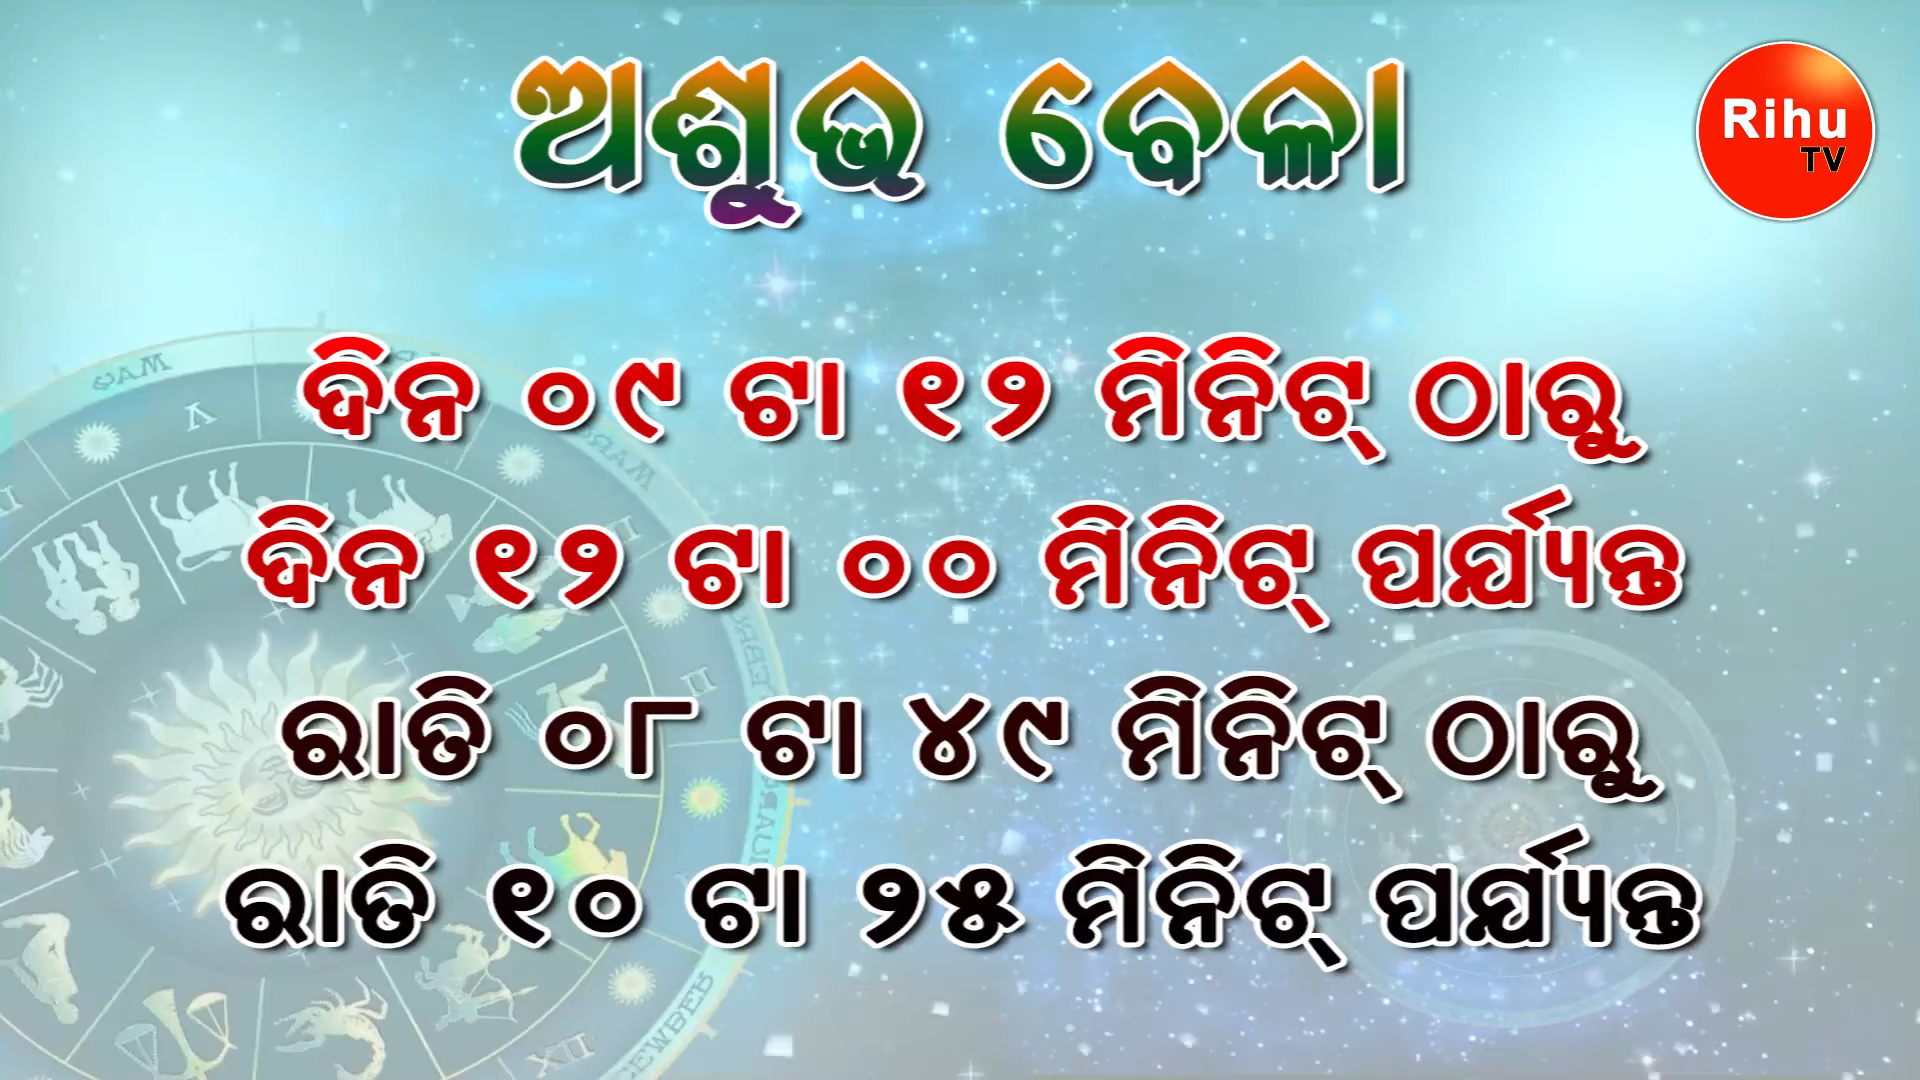 ଅଶୁଭ ବେଳା
Rihu
TV
ଦିନ ୦୯ ଟା ୧୨ ମିନିଟ୍ ଠାରୁ
ଦିନ ୧୨ ଟା ୦୦ ମିନିଟ୍ ପର୍ଯ୍ୟନ୍ତ
ରାତି ୦୮ ଟା ୪୯ ମିନିଟ୍ ଠାରୁ
ରାତି ୧୦ ଟା ୨୫ ମିନିଟ୍ ପର୍ଯ୍ୟନ୍ତ